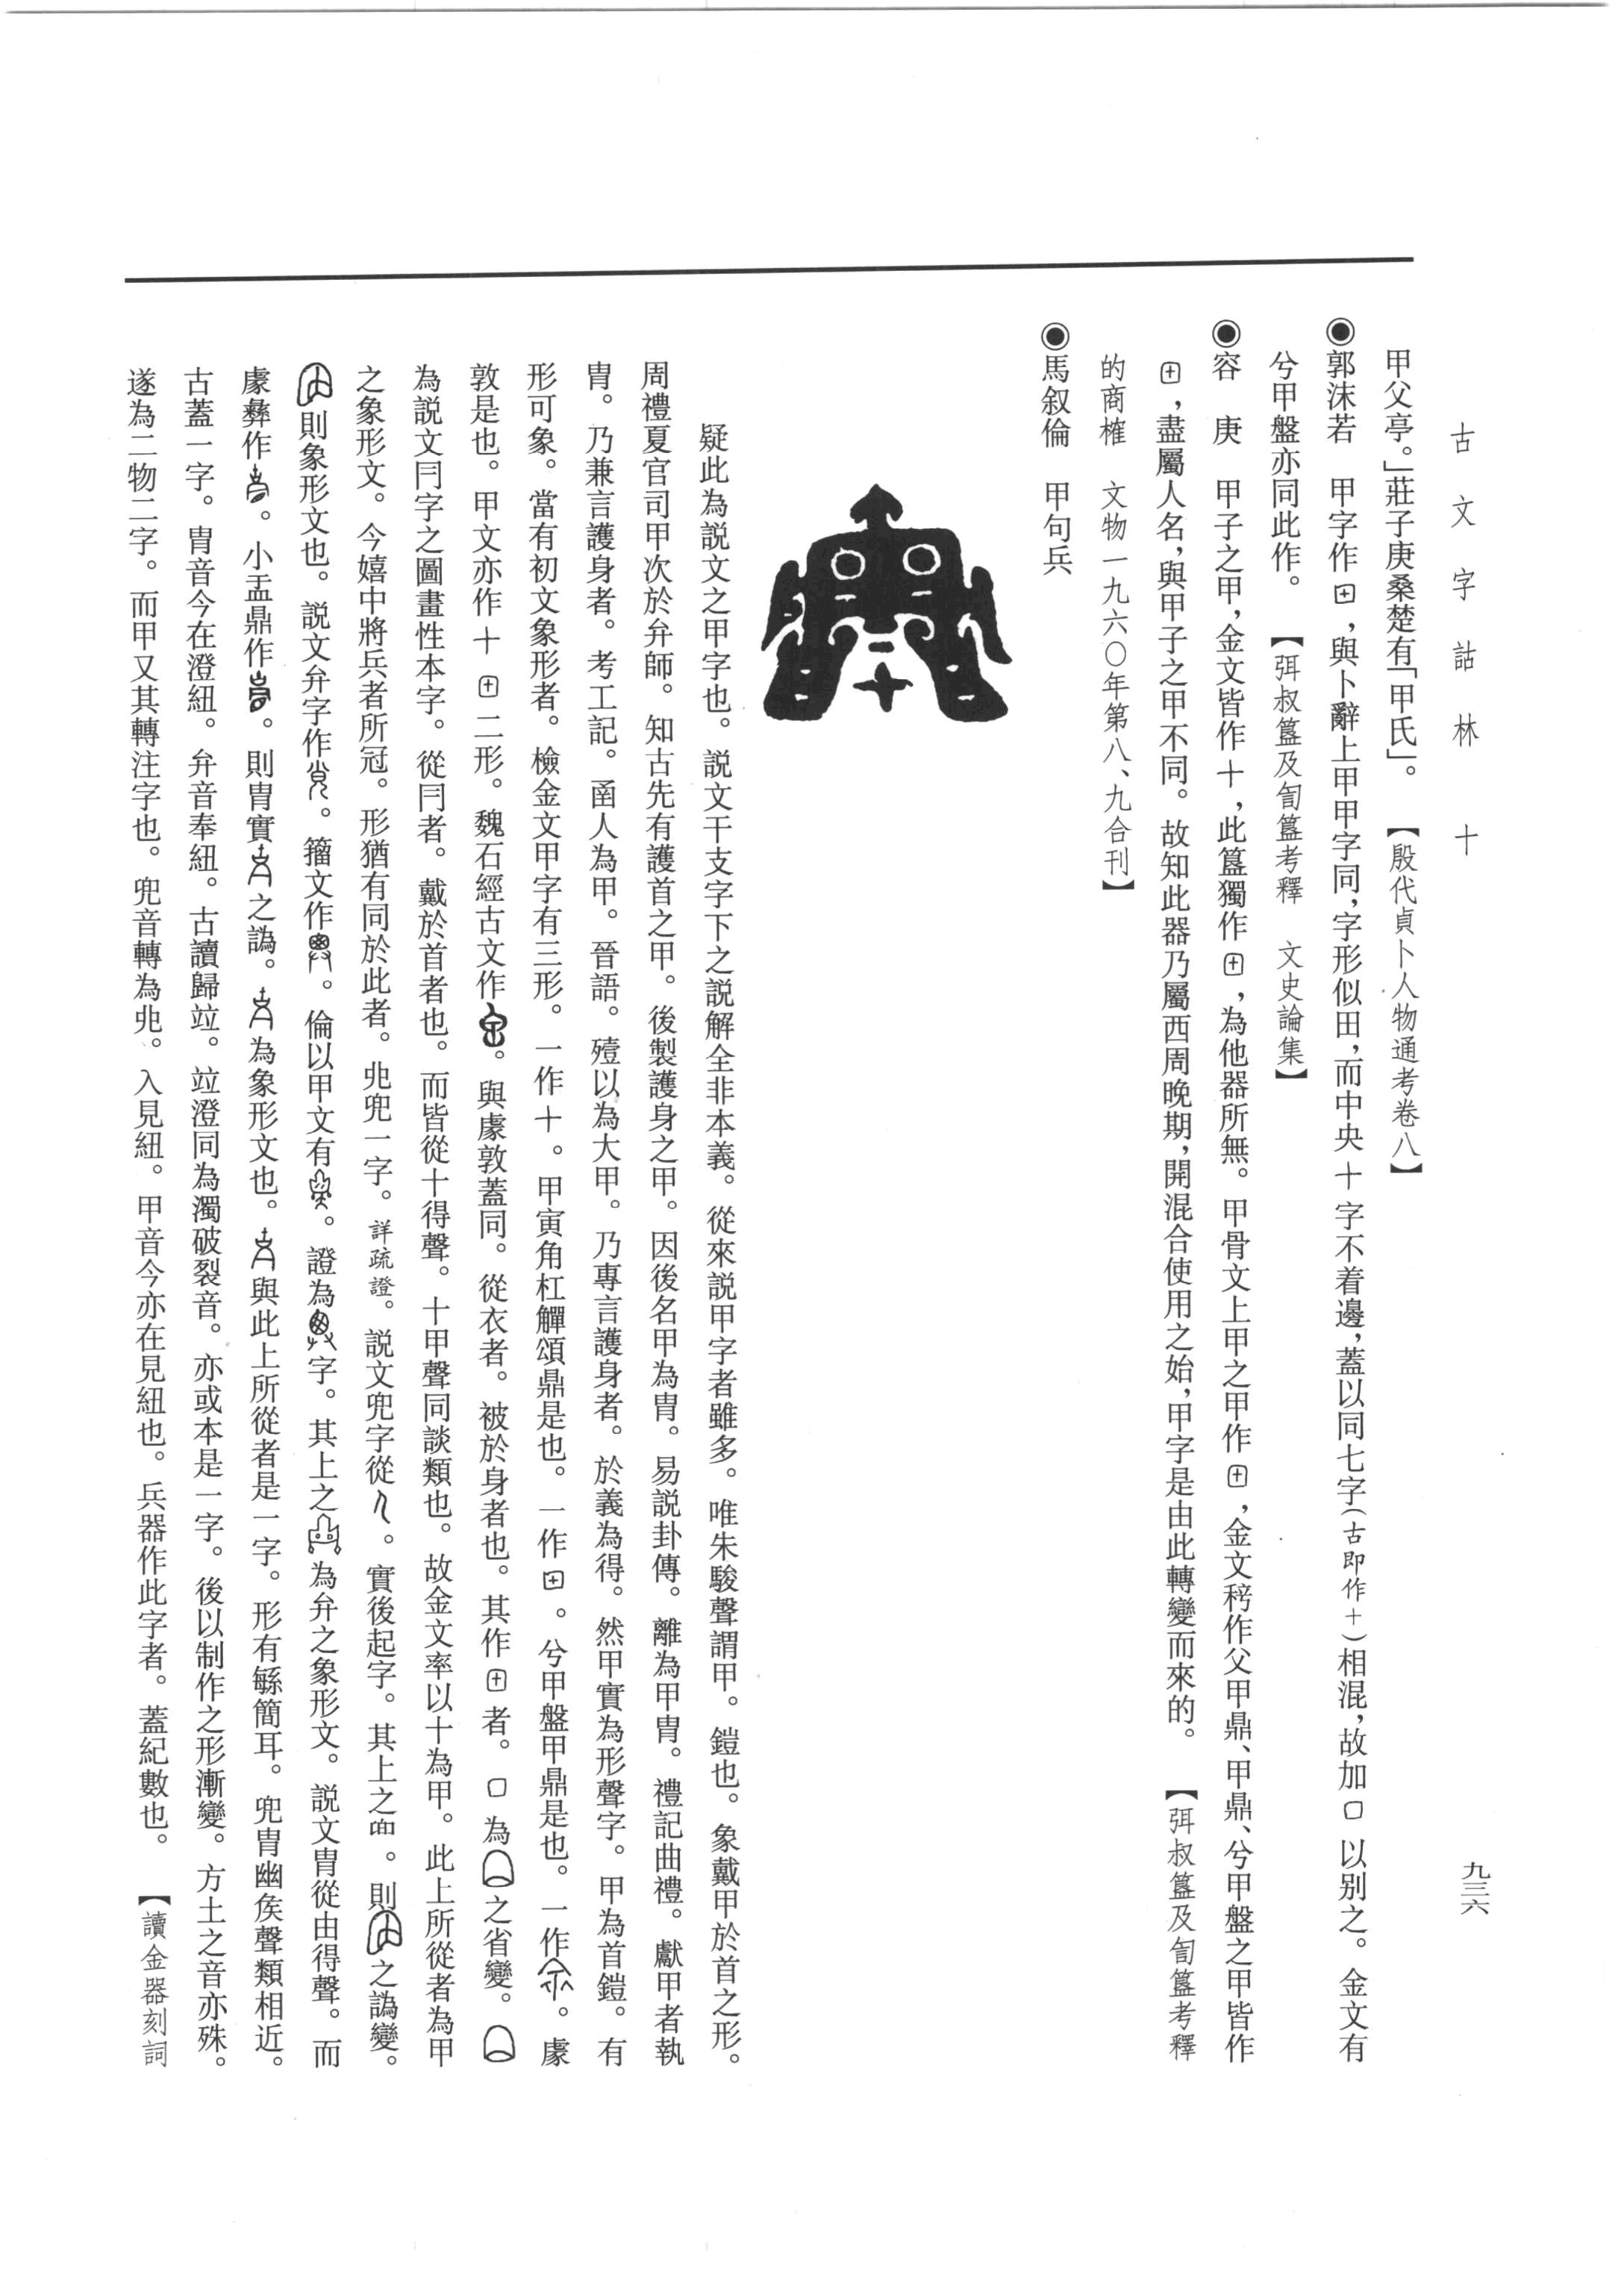 古文字詁林 十
九三六
甲父亭。」莊子庚桑楚有「甲氏」。 【殷代貞卜人物通考卷八】
◉郭沫若 甲字作田,與卜辭上甲甲字同,字形似田,而中央十字不着邊,蓋以同七字(古即作十)相混,故加口以別之。金文有
兮甲盤亦同此作。 【弭叔簋及訇簋考釋 文史論集】
◉容 庚 甲子之甲,金文皆作十,此簋獨作田,為他器所無。甲骨文上甲之甲作田,金文𥝩作父甲鼎、甲鼎、兮甲盤之甲皆作
田,盡屬人名,與甲子之甲不同。故知此器乃屬西周晚期,開混合使用之始,甲字是由此轉變而來的。 【弭叔簋及訇簋考釋
的商榷 文物一九六〇年第八、九合刊】
◉馬叙倫 甲句兵
疑此為説文之甲字也。説文干支字下之説解全非本義。從來説甲字者雖多。唯朱駿聲謂甲。鎧也。象戴甲於首之形。
周禮夏官司甲次於弁師。知古先有護首之甲。後製護身之甲。因後名甲為冑。易説卦傳。離為甲冑。禮記曲禮。獻甲者執
冑。乃兼言護身者。考工記。函人為甲。晉語。殪以為大甲。乃專言護身者。於義為得。然甲實為形聲字。甲為首鎧。有
形可象。當有初文象形者。檢金文甲字有三形。一作十。甲寅角杠觶頌鼎是也。一作田。兮甲盤甲鼎是也。一作。豦
敦是也。甲文亦作十田二形。魏石經古文作。與豦敦蓋同。從衣者。被於身者也。其作田者。口為之省變。
為説文冃字之圖畫性本字。從冃者。戴於首者也。而皆從十得聲。十甲聲同談類也。故金文率以十為甲。此上所從者為甲
之象形文。今嬉中將兵者所冠。形猶有同於此者。兆兜一字。詳疏證。説文兜字從。實後起字。其上之。則之譌變。
則象形文也。説文弁字作。籀文作。倫以甲文有。證為字。其上之為弁之象形文。説文冑從由得聲。而
豦彝作。小盂鼎作。則冑實之譌。為象形文也。與此上所從者是一字。形有緐簡耳。兜冑幽矦聲類相近。
古蓋一字。冑音今在澄紐。弁音奉紐。古讀歸竝。竝澄同為濁破裂音。亦或本是一字。後以制作之形漸變。方土之音亦殊。
遂為二物二字。而甲又其轉注字也。兜音轉為兆。入見紐。甲音今亦在見紐也。兵器作此字者。蓋紀數也。 【讀金器刻詞